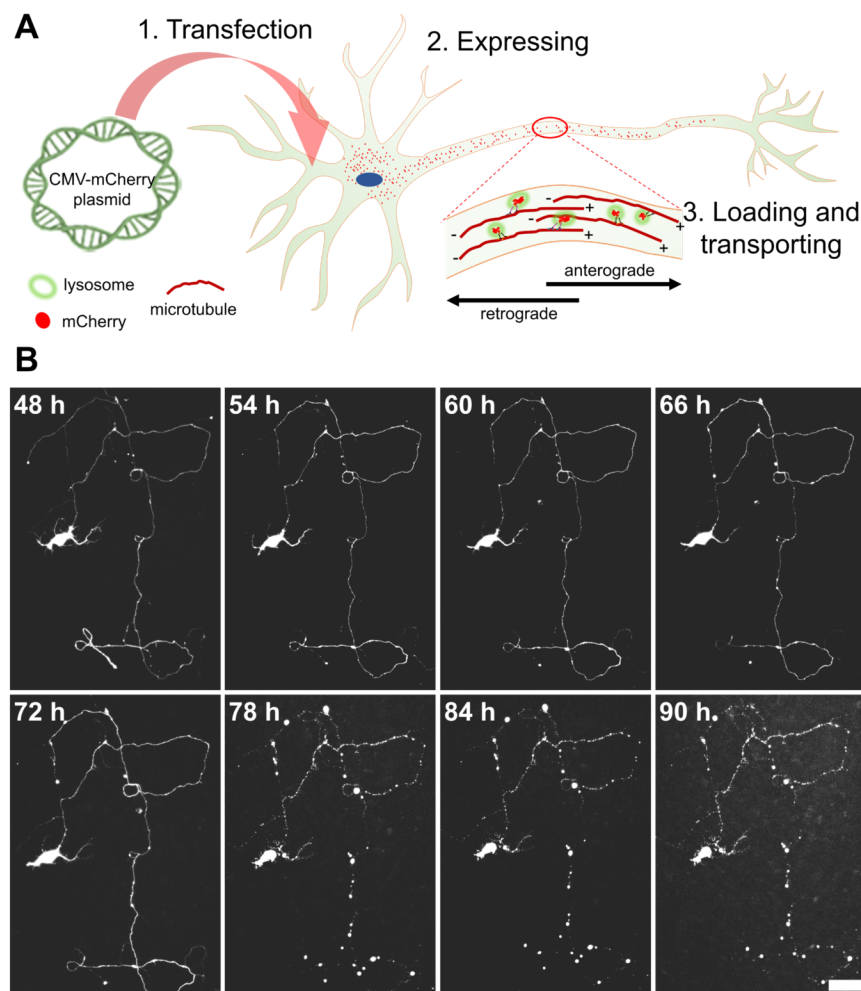 A
1. Transfection
2. Expressing
CMV-mCherry
plasmid
3. Loading and
transporting
-
+
-
-
+
-
+
+
anterograde
retrograde
lysosome
mCherry
microtubule
B
48 h
54 h
60 h
66 h
72 h
78 h
84 h
90 h